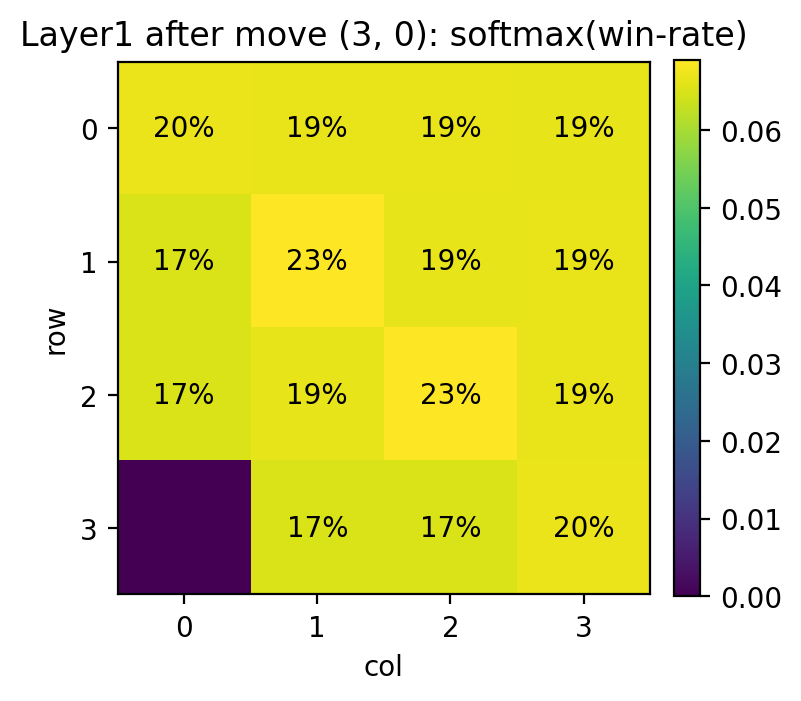 Layer1 after move (3, 0): softmax(win-rate)
0 20% 19% 19% 19%
1 17% 23% 19% 19%
2 17% 19% 23% 19%
3 17% 17% 20%
0 1 2 3
row
col
0.06
0.05
0.04
0.03
0.02
0.01
0.00